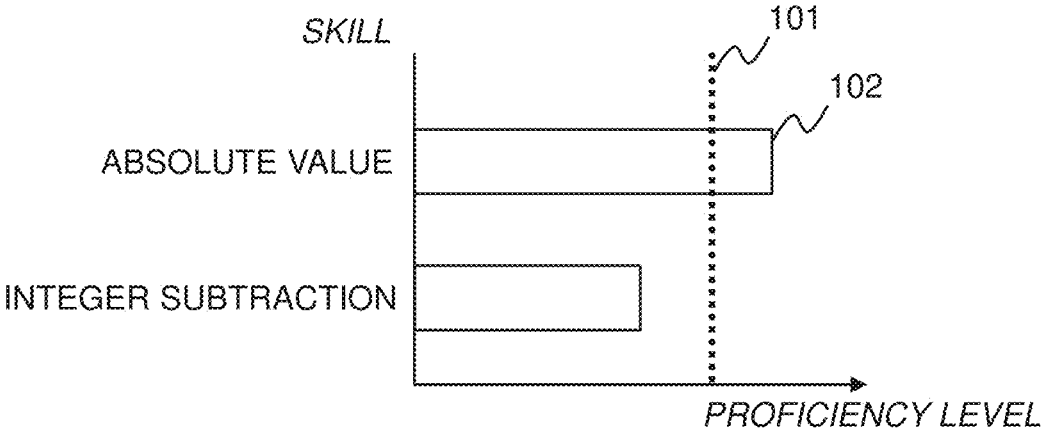 SKILL
101
102
ABSOLUTE VALUE
INTEGER SUBTRACTION
PROFICIENCY LEVEL